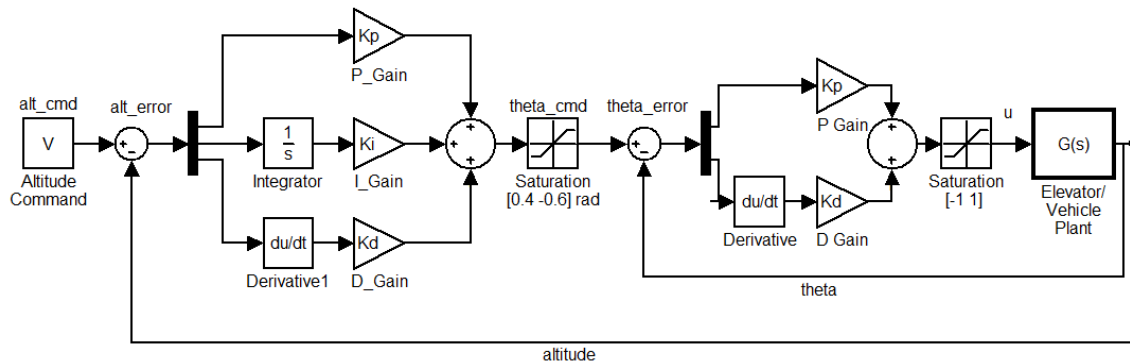 Kp
P_Gain
alt_cmd
alt_error
V
Altitude
Command
+
−
1
s
Integrator
Ki
I_Gain
du/dt
Derivative1
Kd
D_Gain
+
+
+
theta_cmd
Saturation
[0.4 -0.6] rad
theta_error
+
−
Kp
P Gain
du/dt
Derivative
Kd
D Gain
+
+
Saturation
[-1 1]
u
G(s)
Elevator/
Vehicle
Plant
theta
altitude